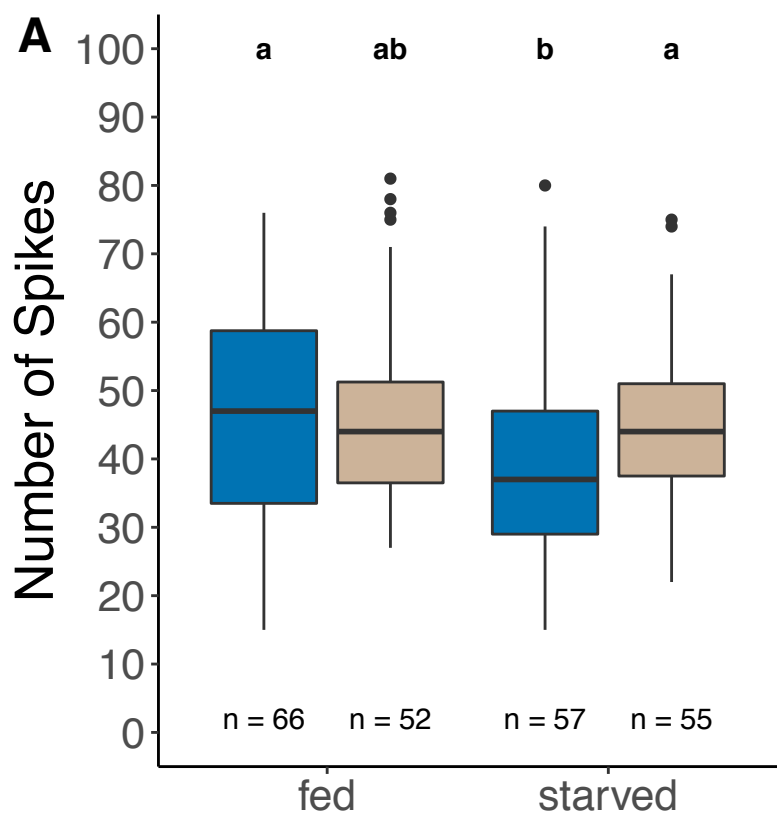 A
Number of Spikes
100
90
80
70
60
50
40
30
20
10
0
a ab b a
n = 66 n = 52 n = 57 n = 55
fed starved